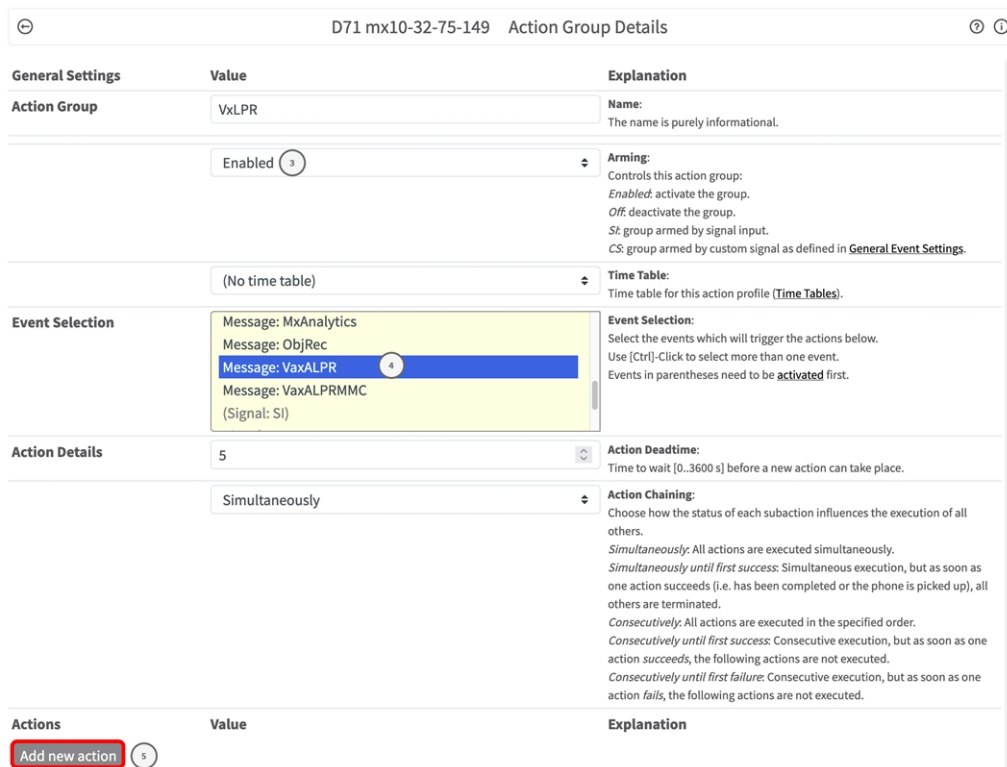 D71 mx10-32-75-149 Action Group Details
General Settings Value Explanation
Action Group VxLPR Name:
The name is purely informational.
Enabled 3 Arming:
Controls this action group:
Enabled: activate the group.
Off: deactivate the group.
SI: group armed by signal input.
CS: group armed by custom signal as defined in General Event Settings.
(No time table) Time Table:
Time table for this action profile (Time Tables).
Event Selection
Message: MxAnalytics
Message: ObjRec
Message: VaxALPR 4
Message: VaxALPRMMC
(Signal: SI)
Event Selection:
Select the events which will trigger the actions below.
Use [Ctrl]-Click to select more than one event.
Events in parentheses need to be activated first.
Action Details 5 Action Deadtime:
Time to wait [0..3600 s] before a new action can take place.
Simultaneously Action Chaining:
Choose how the status of each subaction influences the execution of all
others.
Simultaneously: All actions are executed simultaneously.
Simultaneously until first success: Simultaneous execution, but as soon as
one action succeeds (i.e. has been completed or the phone is picked up), all
others are terminated.
Consecutively: All actions are executed in the specified order.
Consecutively until first success: Consecutive execution, but as soon as one
action succeeds, the following actions are not executed.
Consecutively until first failure: Consecutive execution, but as soon as one
action fails, the following actions are not executed.
Actions Value Explanation
Add new action 5